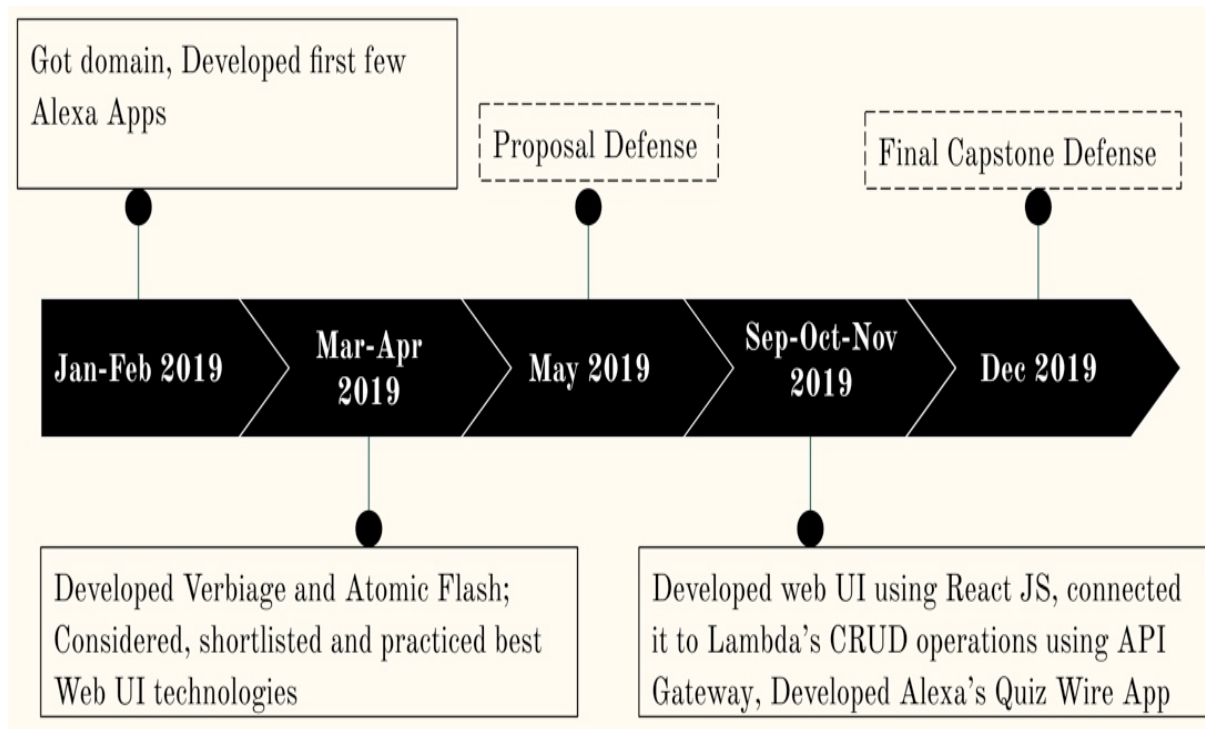 Got domain, Developed first few
Alexa Apps
Proposal Defense
Final Capstone Defense
Jan-Feb 2019
Mar-Apr
2019
May 2019
Sep-Oct-Nov
2019
Dec 2019
Developed Verbiage and Atomic Flash;
Considered, shortlisted and practiced best
Web UI technologies
Developed web UI using React JS, connected
it to Lambda's CRUD operations using API
Gateway, Developed Alexa's Quiz Wire App